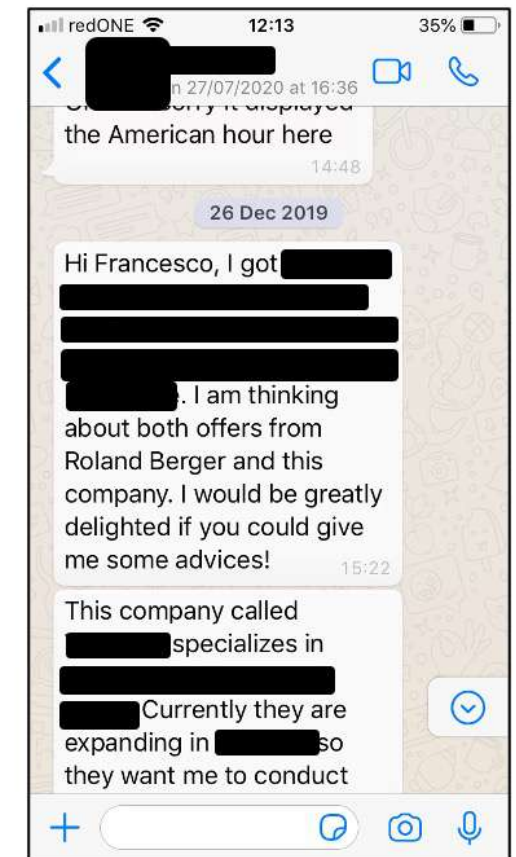 redONE 12:13 35%
n 27/07/2020 at 16:36
the American hour here
14:48
26 Dec 2019
Hi Francesco, I got
. I am thinking
about both offers from
Roland Berger and this
company. I would be greatly
delighted if you could give
me some advices!
15:22
This company called
specializes in
Currently they are
expanding in so
they want me to conduct